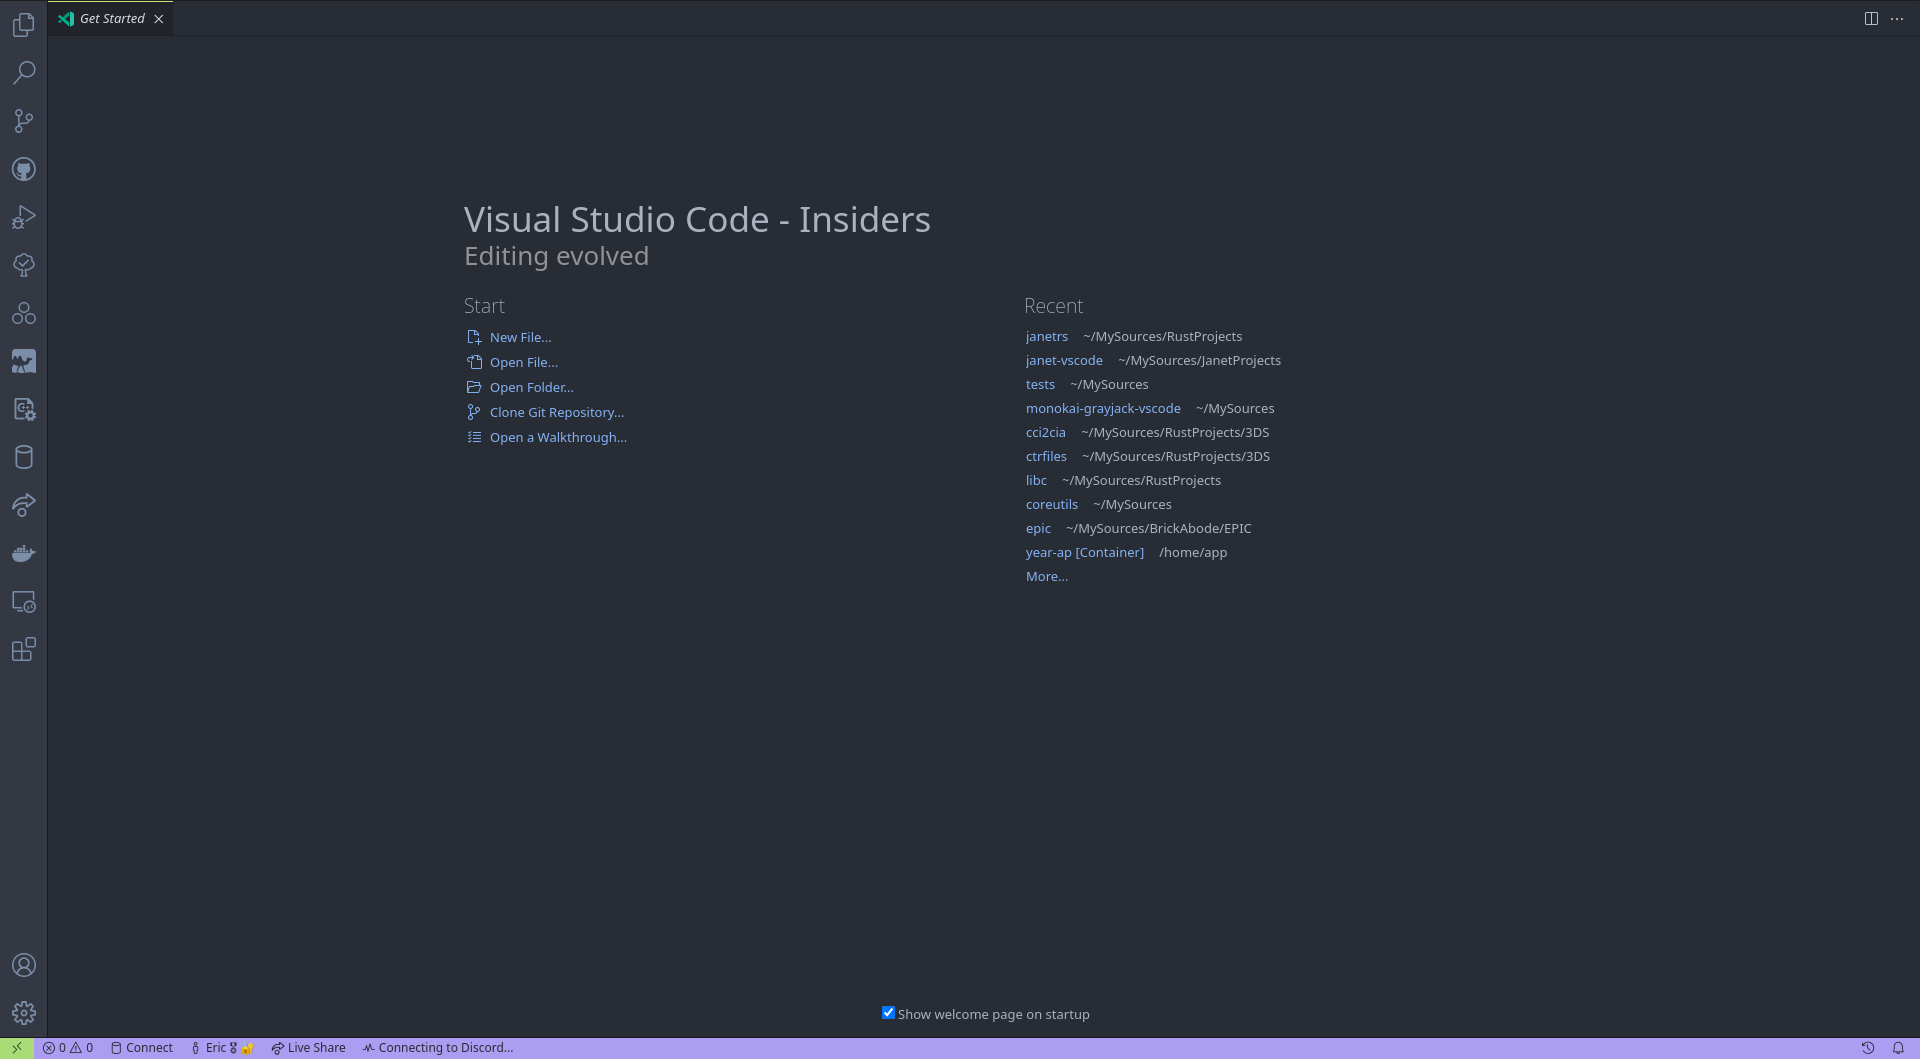 Get Started
Visual Studio Code - Insiders
Editing evolved
Start
New File...
Open File...
Open Folder...
Clone Git Repository...
Open a Walkthrough...
Recent
janetrs ~/MySources/RustProjects
janet-vscode ~/MySources/JanetProjects
tests ~/MySources
monokai-grayjack-vscode ~/MySources
cci2cia ~/MySources/RustProjects/3DS
ctrfiles ~/MySources/RustProjects/3DS
libc ~/MySources/RustProjects
coreutils ~/MySources
epic ~/MySources/BrickAbode/EPIC
year-ap [Container] /home/app
More...
Show welcome page on startup
0 0 Connect Eric Live Share Connecting to Discord...